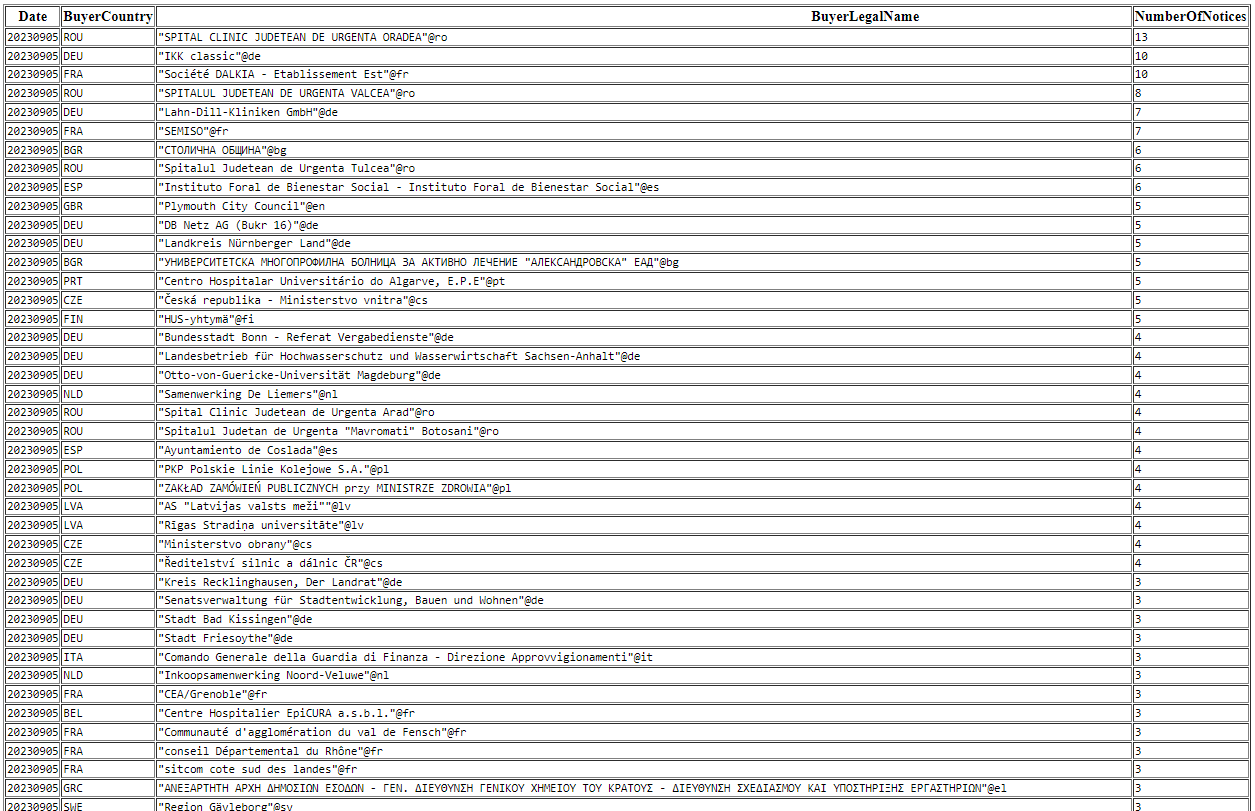 Date BuyerCountry BuyerLegalName NumberOfNotices
20230905 ROU "SPITAL CLINIC JUDETEAN DE URGENTA ORADEA"@ro 13
20230905 DEU "IKK classic"@de 10
20230905 FRA "Société DALKIA - Etablissement Est"@fr 10
20230905 ROU "SPITALUL JUDETEAN DE URGENTA VALCEA"@ro 8
20230905 DEU "Lahn-Dill-Kliniken GmbH"@de 7
20230905 FRA "SEMISO"@fr 7
20230905 BGR "СТОЛИЧНА ОБЩИНА"@bg 6
20230905 ROU "Spitalul Judetean de Urgenta Tulcea"@ro 6
20230905 ESP "Instituto Foral de Bienestar Social - Instituto Foral de Bienestar Social"@es 6
20230905 GBR "Plymouth City Council"@en 5
20230905 DEU "DB Netz AG (Bukr 16)"@de 5
20230905 DEU "Landkreis Nürnberger Land"@de 5
20230905 BGR "УНИВЕРСИТЕТСКА МНОГОПРОФИЛНА БОЛНИЦА ЗА АКТИВНО ЛЕЧЕНИЕ "АЛЕКСАНДРОВСКА" ЕАД"@bg 5
20230905 PRT "Centro Hospitalar Universitário do Algarve, E.P.E"@pt 5
20230905 CZE "Česká republika - Ministerstvo vnitra"@cs 5
20230905 FIN "HUS-yhtymä"@fi 5
20230905 DEU "Bundesstadt Bonn - Referat Vergabedienste"@de 4
20230905 DEU "Landesbetrieb für Hochwasserschutz und Wasserwirtschaft Sachsen-Anhalt"@de 4
20230905 DEU "Otto-von-Guericke-Universität Magdeburg"@de 4
20230905 NLD "Samenwerking De Liemers"@nl 4
20230905 ROU "Spital Clinic Judetean de Urgenta Arad"@ro 4
20230905 ROU "Spitalul Judetan de Urgenta "Mavromati" Botosani"@ro 4
20230905 ESP "Ayuntamiento de Coslada"@es 4
20230905 POL "PKP Polskie Linie Kolejowe S.A."@pl 4
20230905 POL "ZAKŁAD ZAMÓWIEŃ PUBLICZNYCH przy MINISTRZE ZDROWIA"@pl 4
20230905 LVA "AS "Latvijas valsts meži""@lv 4
20230905 LVA "Rīgas Stradiņa universitāte"@lv 4
20230905 CZE "Ministerstvo obrany"@cs 4
20230905 CZE "Ředitelství silnic a dálnic ČR"@cs 4
20230905 DEU "Kreis Recklinghausen, Der Landrat"@de 3
20230905 DEU "Senatsverwaltung für Stadtentwicklung, Bauen und Wohnen"@de 3
20230905 DEU "Stadt Bad Kissingen"@de 3
20230905 DEU "Stadt Friesoythe"@de 3
20230905 ITA "Comando Generale della Guardia di Finanza - Direzione Approvvigionamenti"@it 3
20230905 NLD "Inkoopsamenwerking Noord-Veluwe"@nl 3
20230905 FRA "CEA/Grenoble"@fr 3
20230905 BEL "Centre Hospitalier EpiCURA a.s.b.l."@fr 3
20230905 FRA "Communauté d'agglomération du val de Fensch"@fr 3
20230905 FRA "conseil Départemental du Rhône"@fr 3
20230905 FRA "sitcom cote sud des landes"@fr 3
20230905 GRC "ΑΝΕΞΑΡΤΗΤΗ ΑΡΧΗ ΔΗΜΟΣΙΩΝ ΕΣΟΔΩΝ - ΓΕΝ. ΔΙΕΥΘΥΝΣΗ ΓΕΝΙΚΟΥ ΧΗΜΕΙΟΥ ΤΟΥ ΚΡΑΤΟΥΣ - ΔΙΕΥΘΥΝΣΗ ΣΧΕΔΙΑΣΜΟΥ ΚΑΙ ΥΠΟΣΤΗΡΙΞΗΣ ΕΡΓΑΣΤΗΡΙΩΝ"@el 3
20230905 SWE "Region Gävleborg"@sv 3